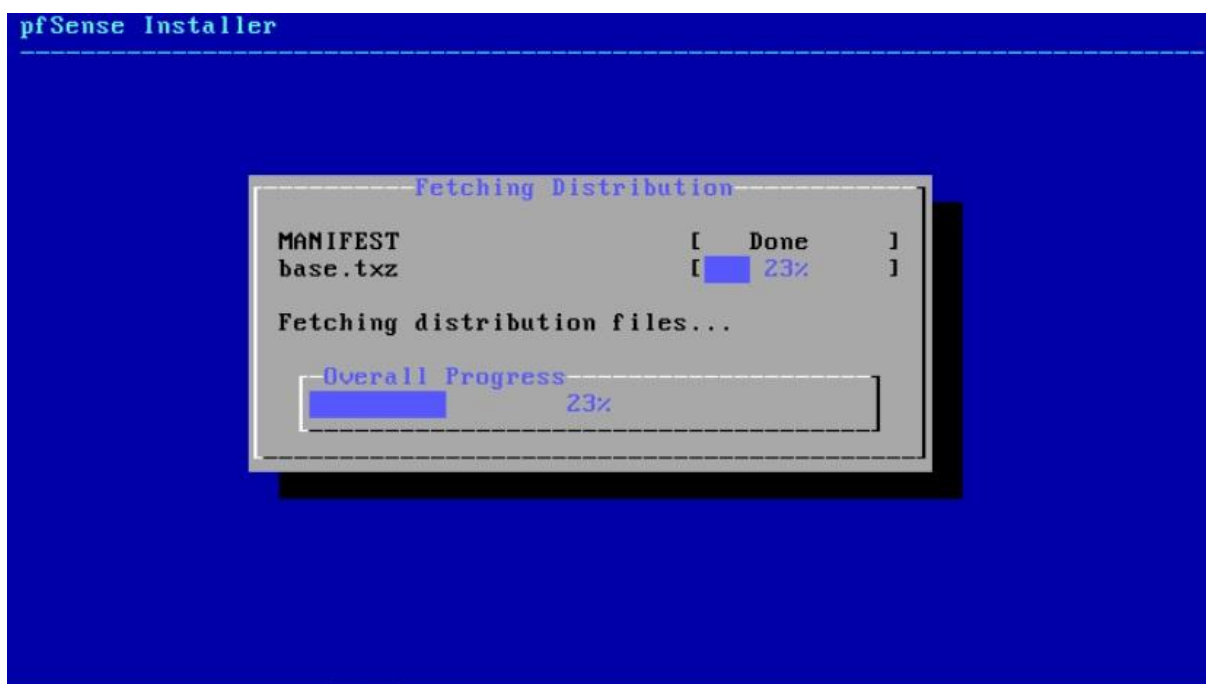 pfSense Installer
Fetching Distribution
MANIFEST [ Done ]
base.txz [ 23% ]
Fetching distribution files...
Overall Progress
23%